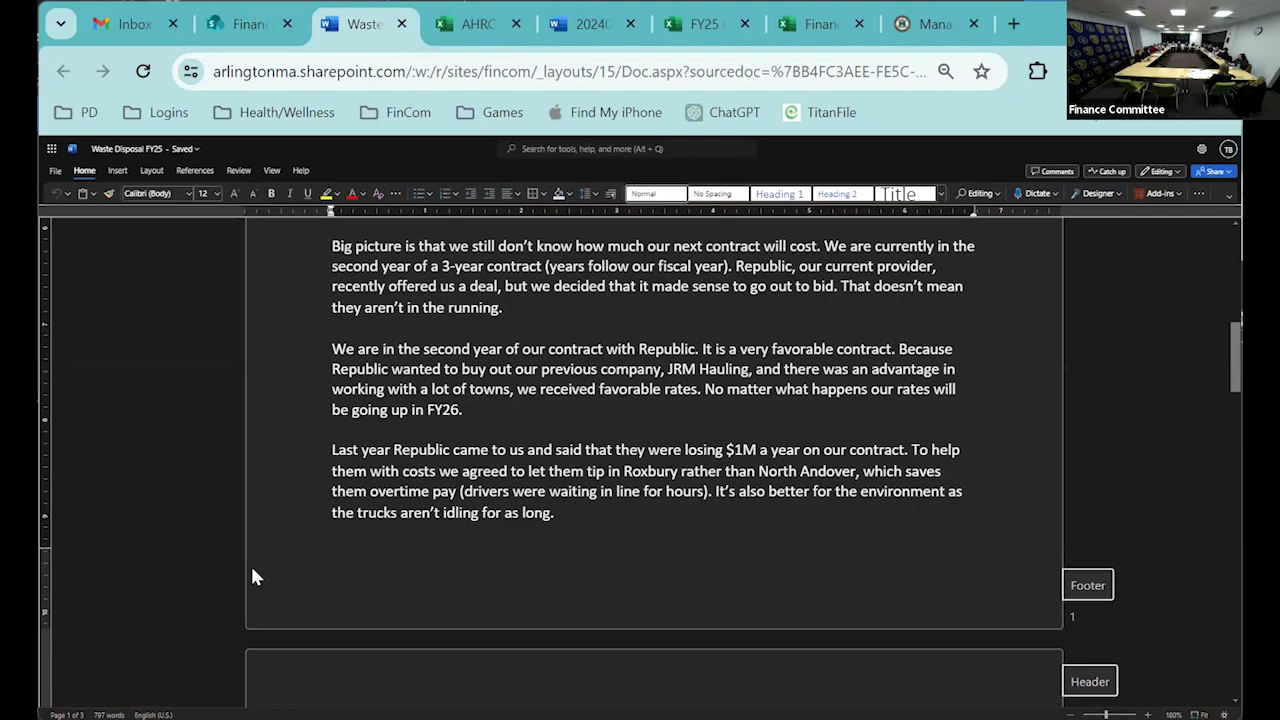 Inbox
Financ
Waste
AHRC
2024C
FY25
Financ
Mana
arlingtonma.sharepoint.com/:w:/r/sites/fincom/_layouts/15/Doc.aspx?sourcedoc=%7BB4FC3AEE-FE5C-...
PD
Logins
Health/Wellness
FinCom
Games
Find My iPhone
ChatGPT
TitanFile
Finance Committee
Waste Disposal FY25 - Saved
Search for tools, help, and more (Alt + Q)
TB
File Home Insert Layout References Review View Help
Comments Catch up Editing Share
Calibri (Body) 12 B I U Normal No Spacing Heading 1 Heading 2 Title Editing Dictate Designer Add-ins
Big picture is that we still don't know how much our next contract will cost. We are currently in the
second year of a 3-year contract (years follow our fiscal year). Republic, our current provider,
recently offered us a deal, but we decided that it made sense to go out to bid. That doesn't mean
they aren't in the running.
We are in the second year of our contract with Republic. It is a very favorable contract. Because
Republic wanted to buy out our previous company, JRM Hauling, and there was an advantage in
working with a lot of towns, we received favorable rates. No matter what happens our rates will
be going up in FY26.
Last year Republic came to us and said that they were losing $1M a year on our contract. To help
them with costs we agreed to let them tip in Roxbury rather than North Andover, which saves
them overtime pay (drivers were waiting in line for hours). It's also better for the environment as
the trucks aren't idling for as long.
Footer
1
Header
Page 1 of 3 797 words English (U.S.)
180% Fit